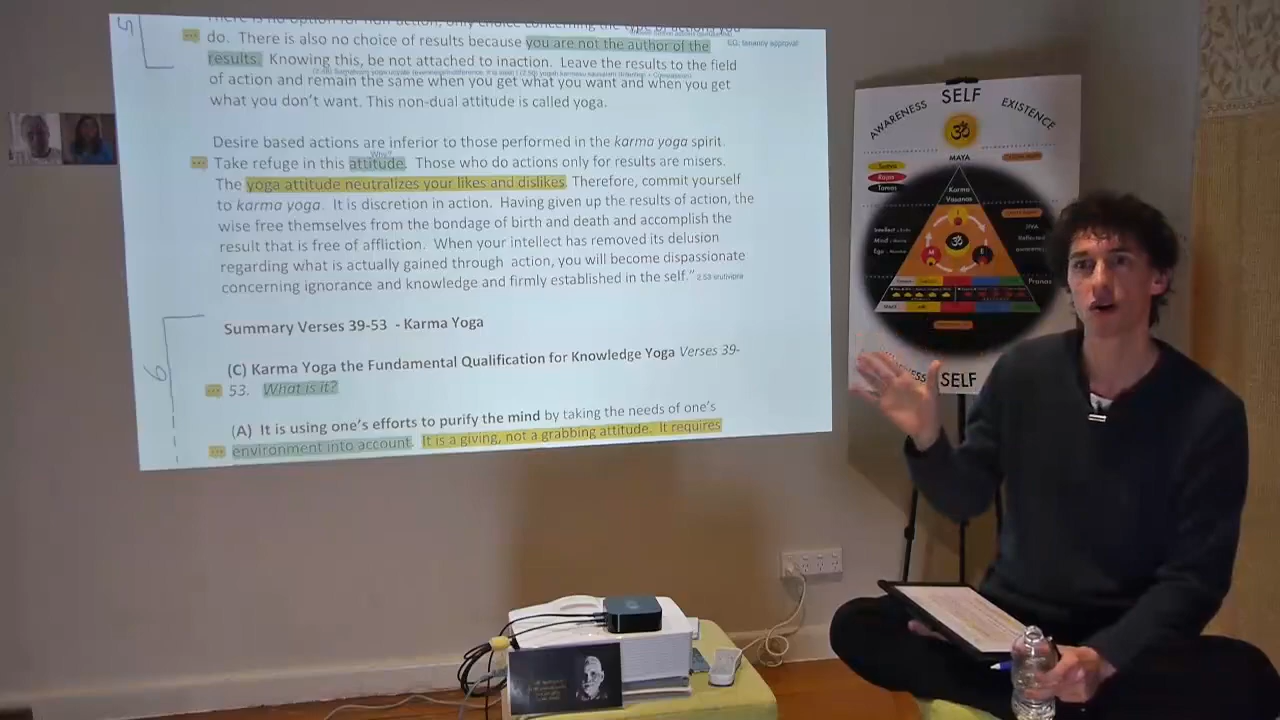 do. There is also no choice of results because you are not the author of the
results. Knowing this, be not attached to inaction. Leave the results to the field
of action and remain the same when you get what you want and when you get
what you don't want. This non-dual attitude is called yoga.
Desire based actions are inferior to those performed in the karma yoga spirit.
Why?
Take refuge in this attutude. Those who do actions only for results are misers.
The yoga attitude neutralizes your likes and dislikes. Therefore, commit yourself
to karma yoga. It is discretion in action. Having given up the results of action, the
wise free themselves from the bondage of birth and death and accomplish the
result that is free of affliction. When your intellect has removed its delusion
regarding what is actually gained through action, you will become dispassionate
concerning ignorance and knowledge and firmly established in the self."
Summary Verses 39-53 - Karma Yoga
(C) Karma Yoga the Fundamental Qualification for Knowledge Yoga Verses 39-
53. What is it?
(A) It is using one's efforts to purify the mind by taking the needs of one's
environment into account. It is a giving, not a grabbing attitude. It requires
5
6
SELF
AWARENESS
EXISTENCE
ॐ
MAYA
Sattva
Rajas
Tamas
Karma
Vasanas
JIVA
Pranas
SELF